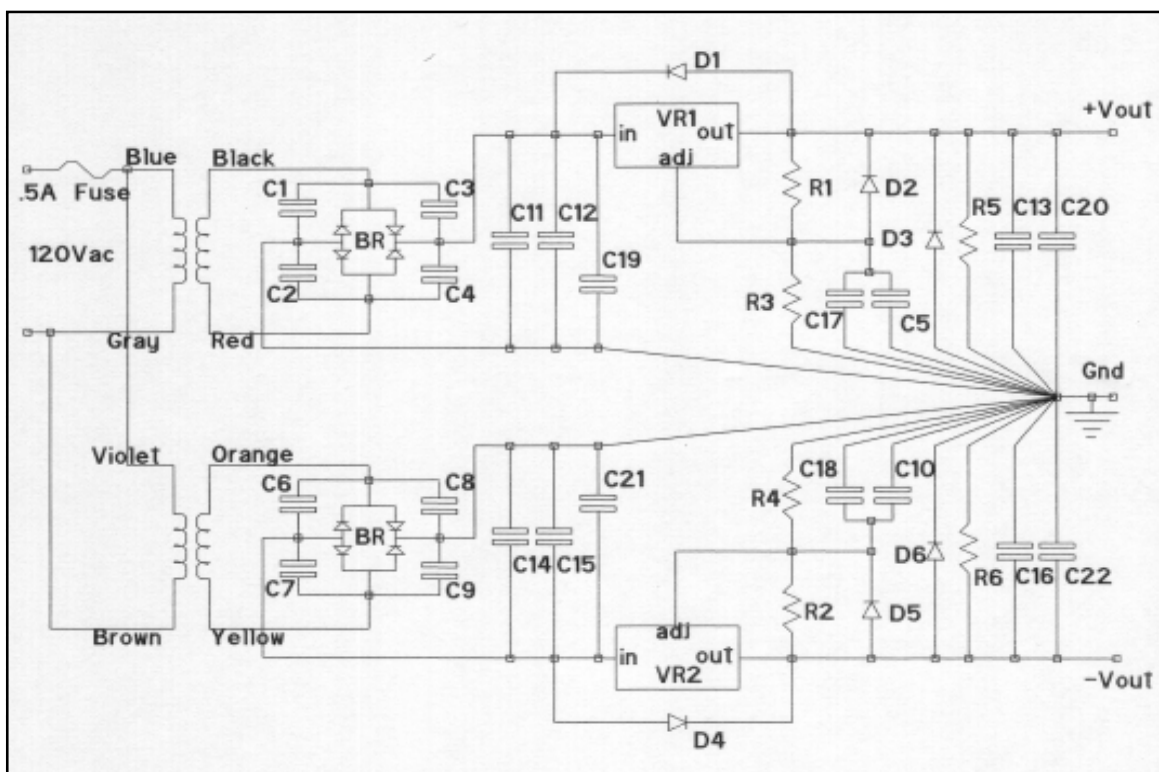 D1
+Vout
VR1
in
out
adj
Blue
Black
.5A Fuse
C1
C3
BR
C2
C4
120Vac
C11
C12
C19
R1
D2
D3
R5
C13
C20
R3
C17
C5
Gray
Red
Gnd
Violet
Orange
C6
C8
BR
C7
C9
C21
C14
C15
R4
C18
C10
D6
R6
C16
C22
R2
D5
Brown
Yellow
adj
in
out
VR2
-Vout
D4